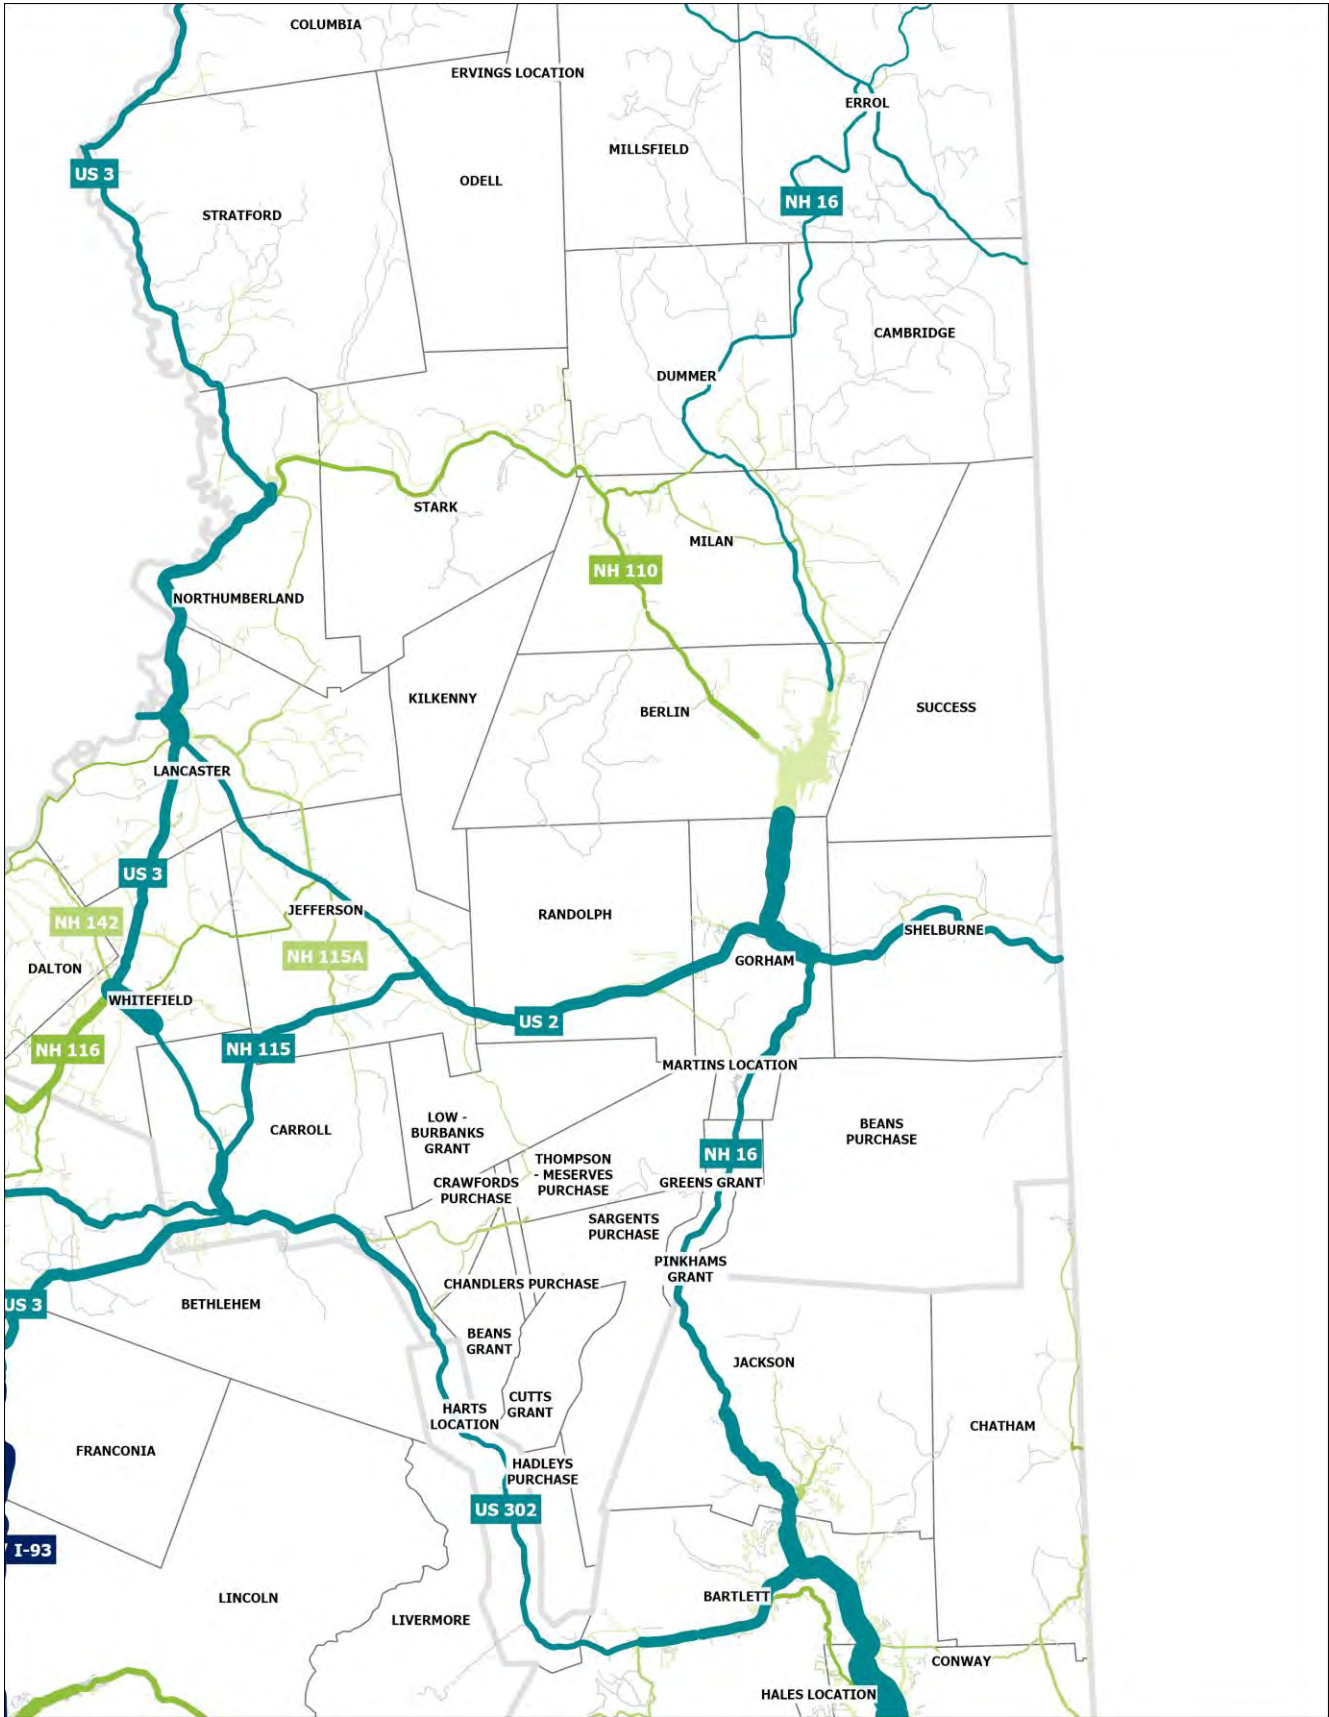 COLUMBIA
ERVINGS LOCATION
ERROL
MILLSFIELD
US 3
ODELL
NH 16
STRATFORD
CAMBRIDGE
DUMMER
STARK
MILAN
NH 110
NORTHUMBERLAND
KILKENNY
BERLIN
SUCCESS
LANCASTER
US 3
JEFFERSON
RANDOLPH
NH 142
SHELBURNE
NH 115A
GORHAM
DALTON
WHITEFIELD
US 2
NH 116
NH 115
MARTINS LOCATION
LOW -
BURBANKS
GRANT
CARROLL
BEANS
PURCHASE
NH 16
THOMPSON
- MESERVES
PURCHASE
CRAWFORDS
PURCHASE
GREENS GRANT
SARGENTS
PURCHASE
PINKHAMS
GRANT
CHANDLERS PURCHASE
US 3
BETHLEHEM
BEANS
GRANT
JACKSON
CUTTS
GRANT
HARTS
LOCATION
CHATHAM
FRANCONIA
HADLEYS
PURCHASE
US 302
I-93
LINCOLN
BARTLETT
LIVERMORE
CONWAY
HALES LOCATION